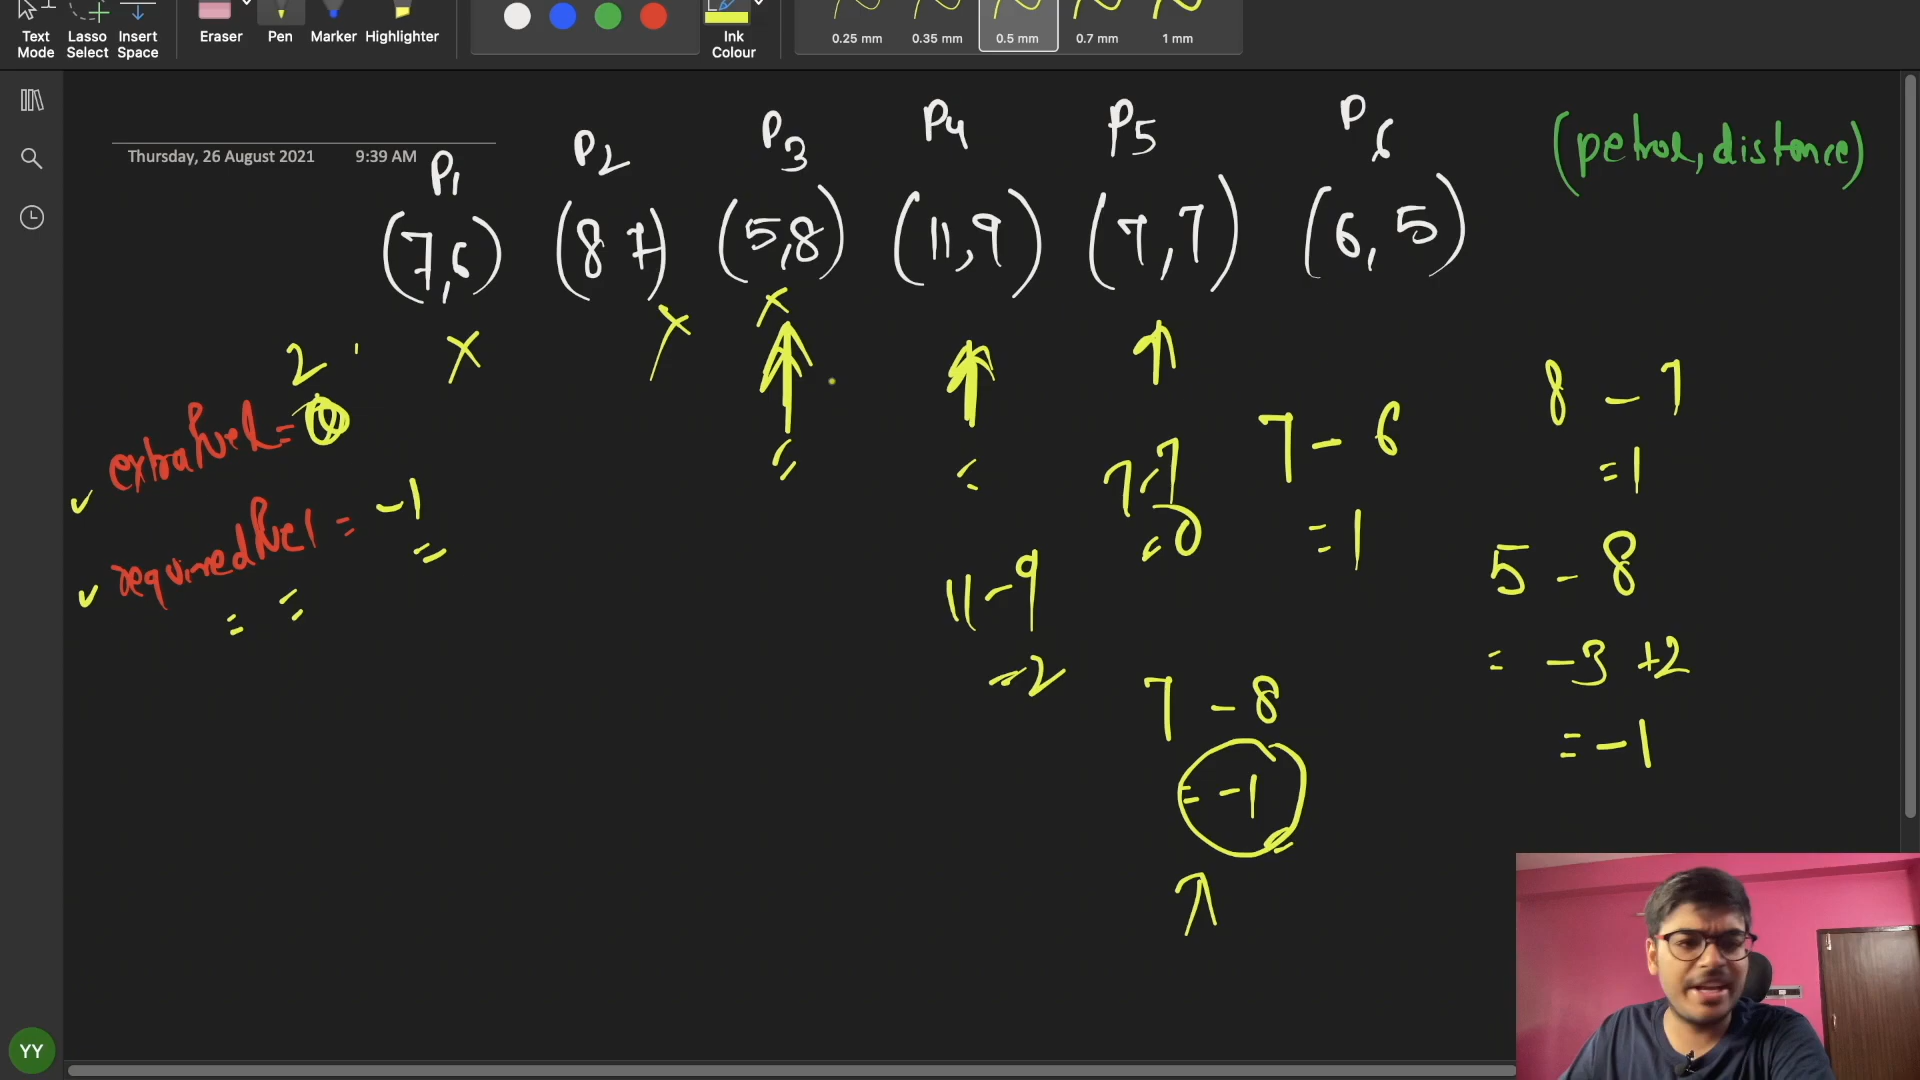 Text Mode
Lasso Select
Insert Space
Eraser
Pen
Marker
Highlighter
Ink Colour
0.25 mm
0.35 mm
0.5 mm
0.7 mm
1 mm
Thursday, 26 August 2021 9:39 AM
P1 P2 P3 P4 P5 P6
(petrol, distance)
(7,6) (8 7) (5,8) (11,9) (7,7) (6,5)
x x x
2
extrafuel = 0
requiredfuel = -1
7-7
=0
7 - 6
= 1
8 - 7
= 1
11-9
=2
5 - 8
= -3 +2
= -1
7 - 8
= -1
YY